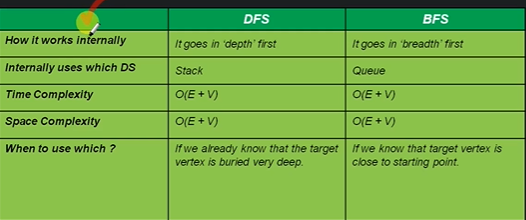 DFS BFS
How it works internally It goes in 'depth' first It goes in 'breadth' first
Internally uses which DS Stack Queue
Time Complexity O(E + V) O(E + V)
Space Complexity O(E + V) O(E + V)
When to use which ? If we already know that the target If we know that target vertex is
vertex is buried very deep. close to starting point.